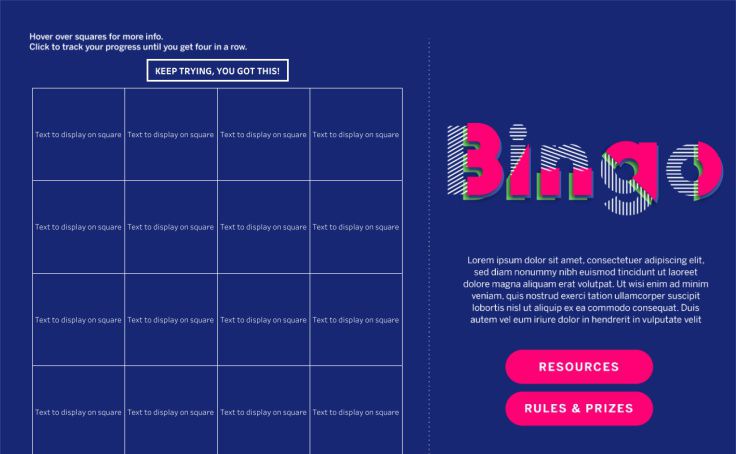 Hover over squares for more info.
Click to track your progress until you get four in a row.
KEEP TRYING, YOU GOT THIS!
Text to display on square Text to display on square Text to display on square Text to display on square
Text to display on square Text to display on square Text to display on square Text to display on square
Text to display on square Text to display on square Text to display on square Text to display on square
Text to display on square Text to display on square Text to display on square Text to display on square
Bingo
Lorem ipsum dolor sit amet, consectetuer adipiscing elit,
sed diam nonummy nibh euismod tincidunt ut laoreet
dolore magna aliquam erat volutpat. Ut wisi enim ad minim
veniam, quis nostrud exerci tation ullamcorper suscipit
lobortis nisl ut aliquip ex ea commodo consequat. Duis
autem vel eum iriure dolor in hendrerit in vulputate velit
RESOURCES
RULES & PRIZES